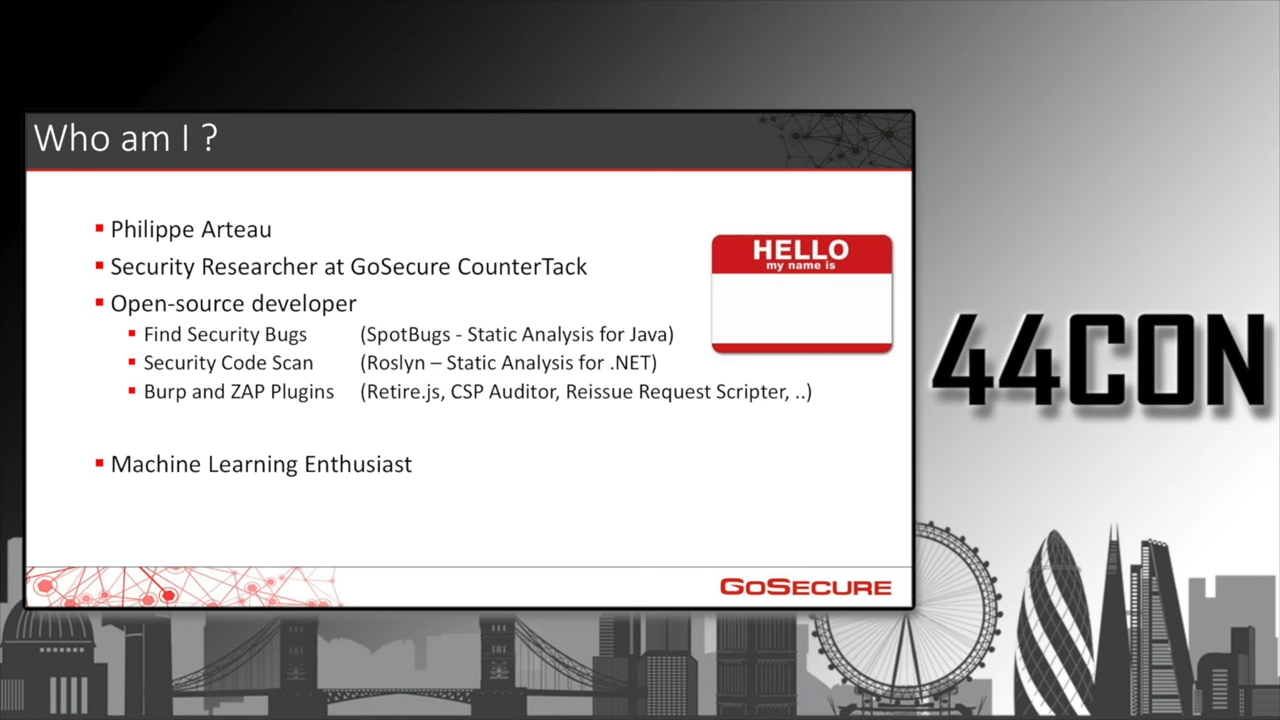 Who am I ?
Philippe Arteau
Security Researcher at GoSecure CounterTack
Open-source developer
Find Security Bugs (SpotBugs - Static Analysis for Java)
Security Code Scan (Roslyn – Static Analysis for .NET)
Burp and ZAP Plugins (Retire.js, CSP Auditor, Reissue Request Scripter, ..)
Machine Learning Enthusiast
HELLO
my name is
GOSECURE
44CON